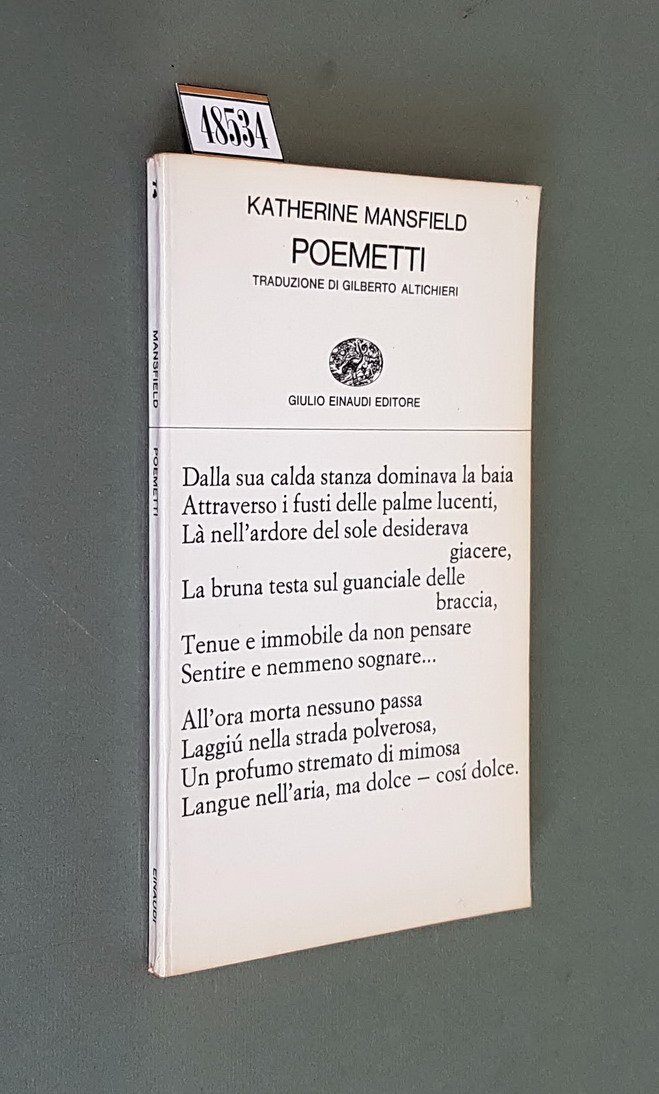 48534
KATHERINE MANSFIELD
POEMETTI
TRADUZIONE DI GILBERTO ALTICHIERI
GIULIO EINAUDI EDITORE
Dalla sua calda stanza dominava la baia
Attraverso i fusti delle palme lucenti,
Là nell'ardore del sole desiderava
giacere,
La bruna testa sul guanciale delle
braccia,
Tenue e immobile da non pensare
Sentire e nemmeno sognare...
All'ora morta nessuno passa
Laggiú nella strada polverosa,
Un profumo stremato di mimosa
Langue nell'aria, ma dolce – cosí dolce.
74
MANSFIELD
POEMETTI
EINAUDI